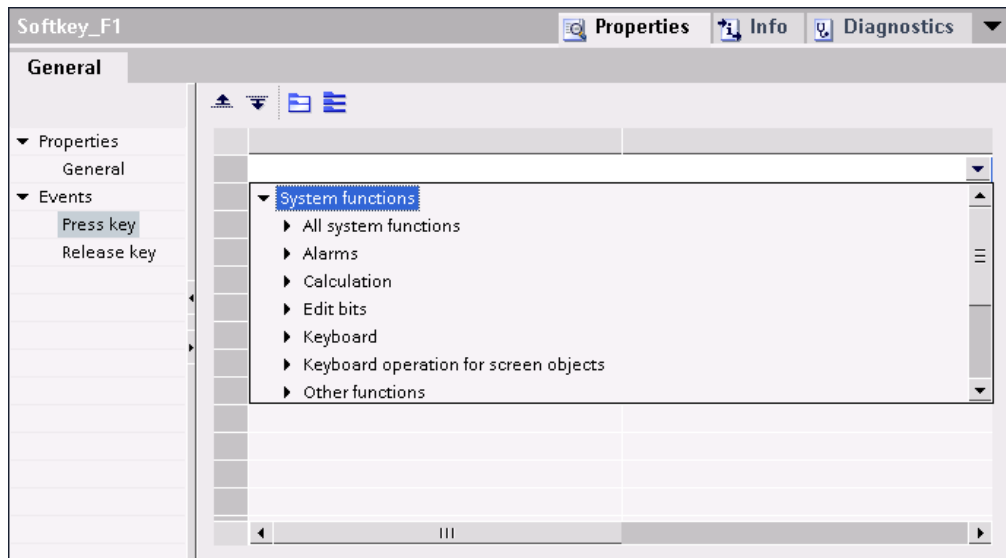 Softkey_F1
Properties
Info
Diagnostics
General
Properties
General
Events
Press key
Release key
System functions
All system functions
Alarms
Calculation
Edit bits
Keyboard
Keyboard operation for screen objects
Other functions